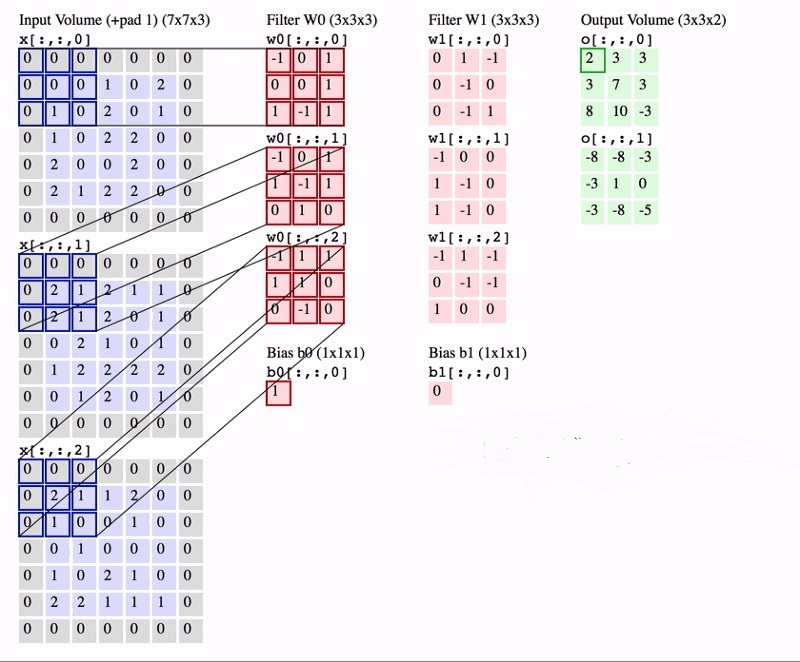 Input Volume (+pad 1) (7x7x3)
x[:,:,0]
0 0 0 0 0 0 0
0 0 0 1 0 2 0
0 1 0 2 0 1 0
0 1 0 2 2 0 0
0 2 0 0 2 0 0
0 2 1 2 2 0 0
0 0 0 0 0 0 0
x[:,:,1]
0 0 0 0 0 0 0
0 2 1 2 1 1 0
0 2 1 2 0 1 0
0 0 2 1 0 1 0
0 1 2 2 2 2 0
0 0 1 2 0 1 0
0 0 0 0 0 0 0
x[:,:,2]
0 0 0 0 0 0 0
0 2 1 1 2 0 0
0 1 0 0 1 0 0
0 0 1 0 0 0 0
0 1 0 2 1 0 0
0 2 2 1 1 1 0
0 0 0 0 0 0 0
Filter W0 (3x3x3)
w0[:,:,0]
-1 0 1
0 0 1
1 -1 1
w0[:,:,1]
-1 0 1
1 -1 1
0 1 0
w0[:,:,2]
-1 1 1
1 1 0
0 -1 0
Bias b0 (1x1x1)
b0[:,:,0]
1
Filter W1 (3x3x3)
w1[:,:,0]
0 1 -1
0 -1 0
0 -1 1
w1[:,:,1]
-1 0 0
1 -1 0
1 -1 0
w1[:,:,2]
-1 1 -1
0 -1 -1
1 0 0
Bias b1 (1x1x1)
b1[:,:,0]
0
Output Volume (3x3x2)
o[:,:,0]
2 3 3
3 7 3
8 10 -3
o[:,:,1]
-8 -8 -3
-3 1 0
-3 -8 -5